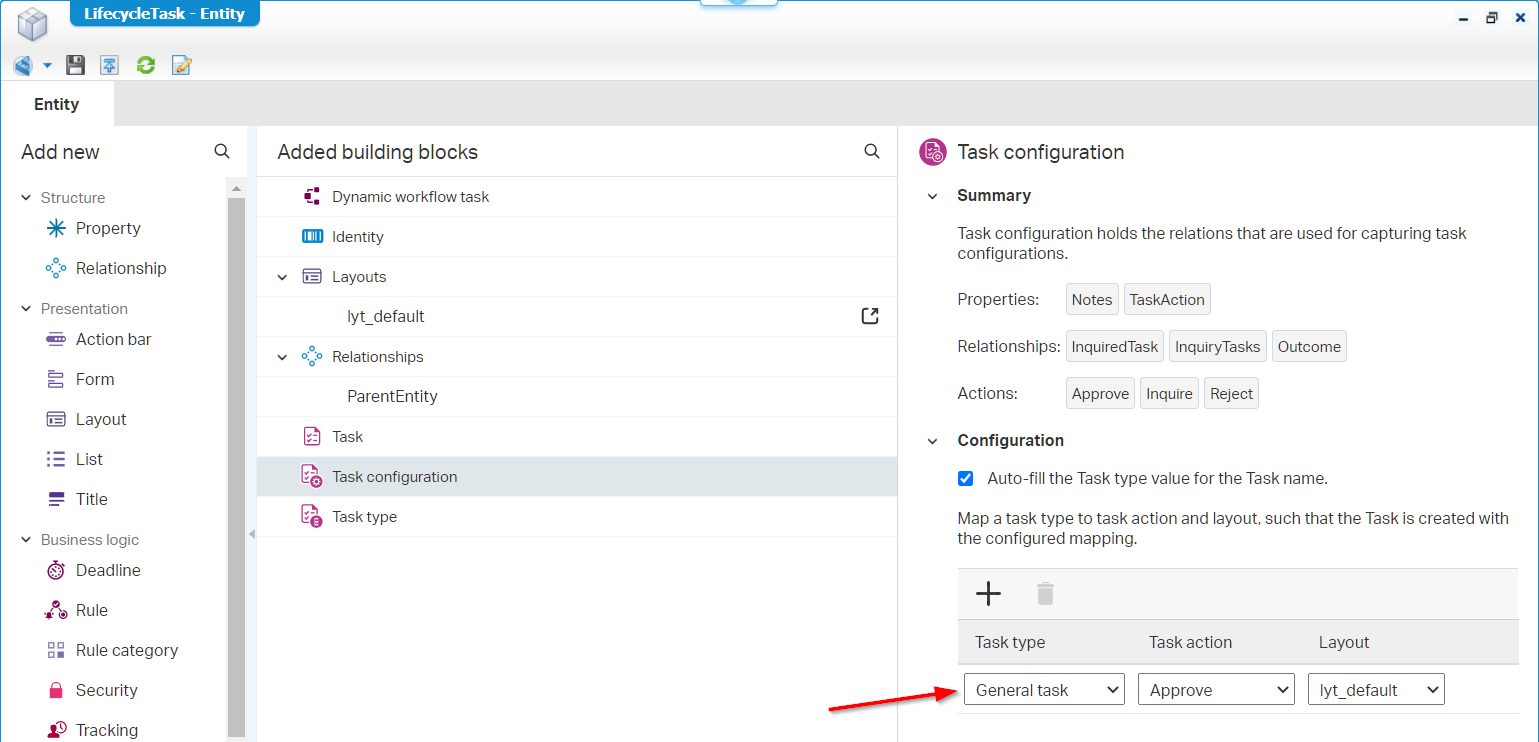 LifecycleTask - Entity
Entity
Add new
Structure
Property
Relationship
Presentation
Action bar
Form
Layout
List
Title
Business logic
Deadline
Rule
Rule category
Security
Tracking
Added building blocks
Dynamic workflow task
Identity
Layouts
lyt_default
Relationships
ParentEntity
Task
Task configuration
Task type
Task configuration
Summary
Task configuration holds the relations that are used for capturing task
configurations.
Properties: Notes TaskAction
Relationships: InquiredTask InquiryTasks Outcome
Actions: Approve Inquire Reject
Configuration
Auto-fill the Task type value for the Task name.
Map a task type to task action and layout, such that the Task is created with
the configured mapping.
Task type Task action Layout
General task Approve lyt_default